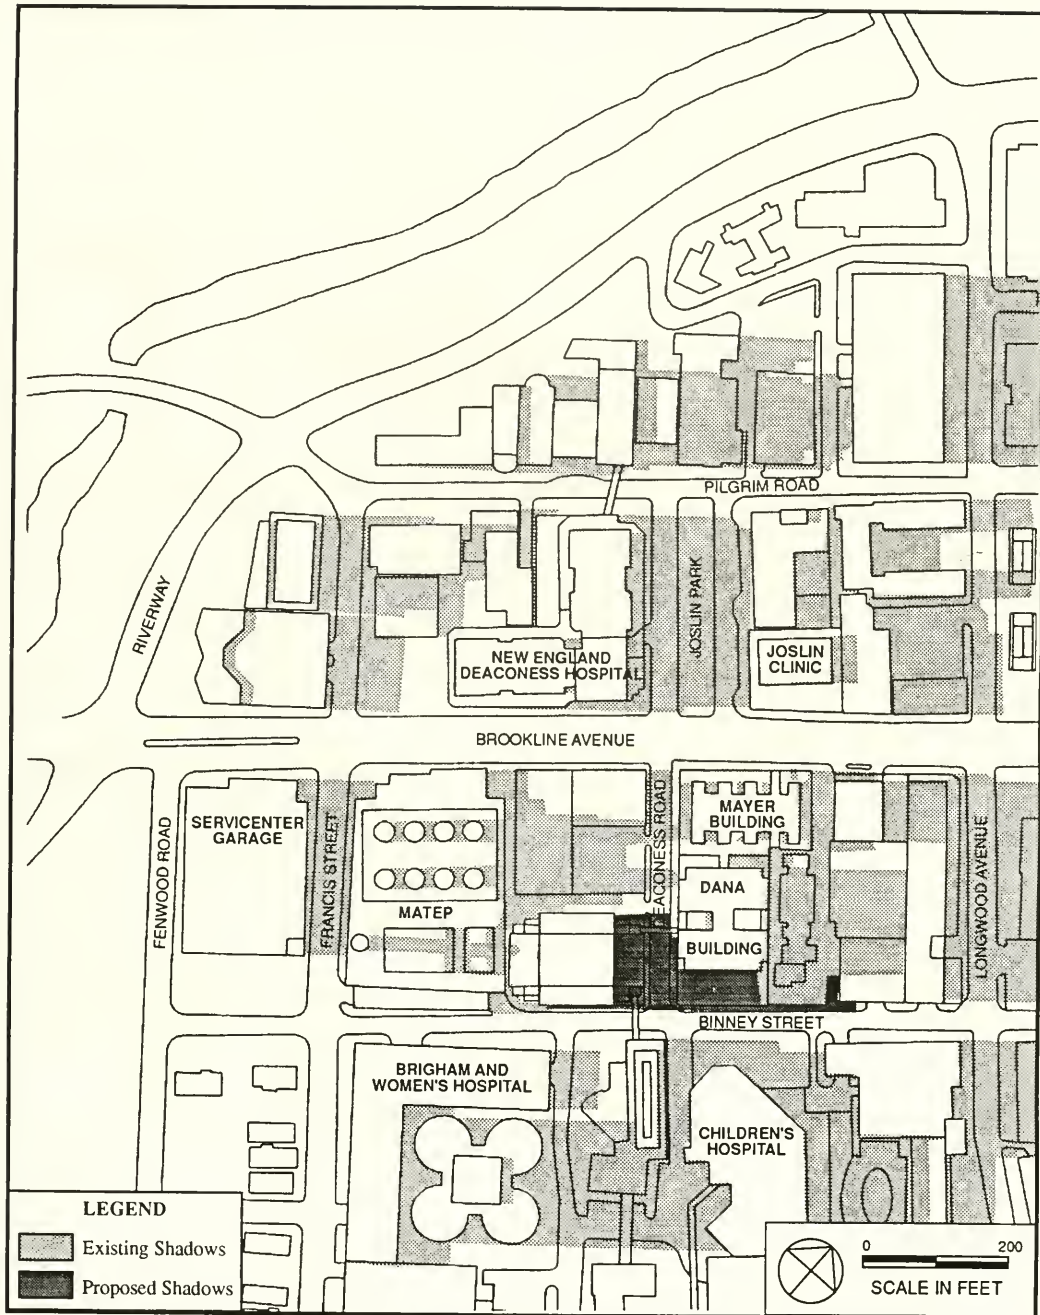 PILGRIM ROAD
RIVERWAY
JOSLIN PARK
NEW ENGLAND
DEACONESS HOSPITAL
JOSLIN
CLINIC
BROOKLINE AVENUE
FENWOOD ROAD
SERVICENTER
GARAGE
FRANCIS STREET
MATEP
DEACONESS ROAD
MAYER
BUILDING
DANA
BUILDING
LONGWOOD AVENUE
BINNEY STREET
BRIGHAM AND
WOMEN'S HOSPITAL
CHILDREN'S
HOSPITAL
LEGEND
Existing Shadows
Proposed Shadows
0 200
SCALE IN FEET